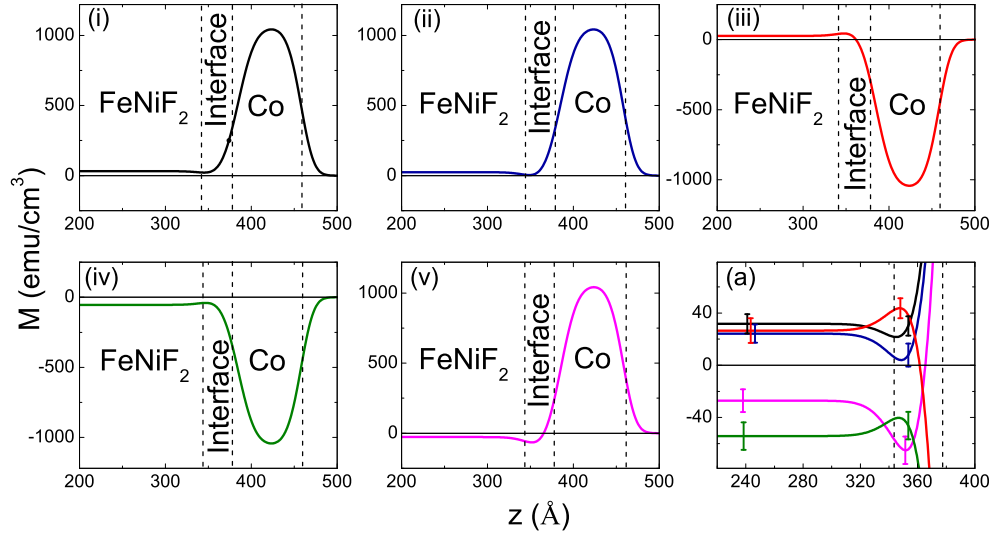 M (emu/cm³)
(i)
1000
500
0
200
300
400
500
FeNiF₂
Interface
Co
(ii)
1000
500
0
200
300
400
500
FeNiF₂
Interface
Co
(iii)
0
-500
-1000
200
300
400
500
FeNiF₂
Interface
Co
(iv)
0
-500
-1000
200
300
400
500
FeNiF₂
Interface
Co
(v)
1000
500
0
200
300
400
500
FeNiF₂
Interface
Co
(a)
40
0
-40
240
280
320
360
400
z (Å)